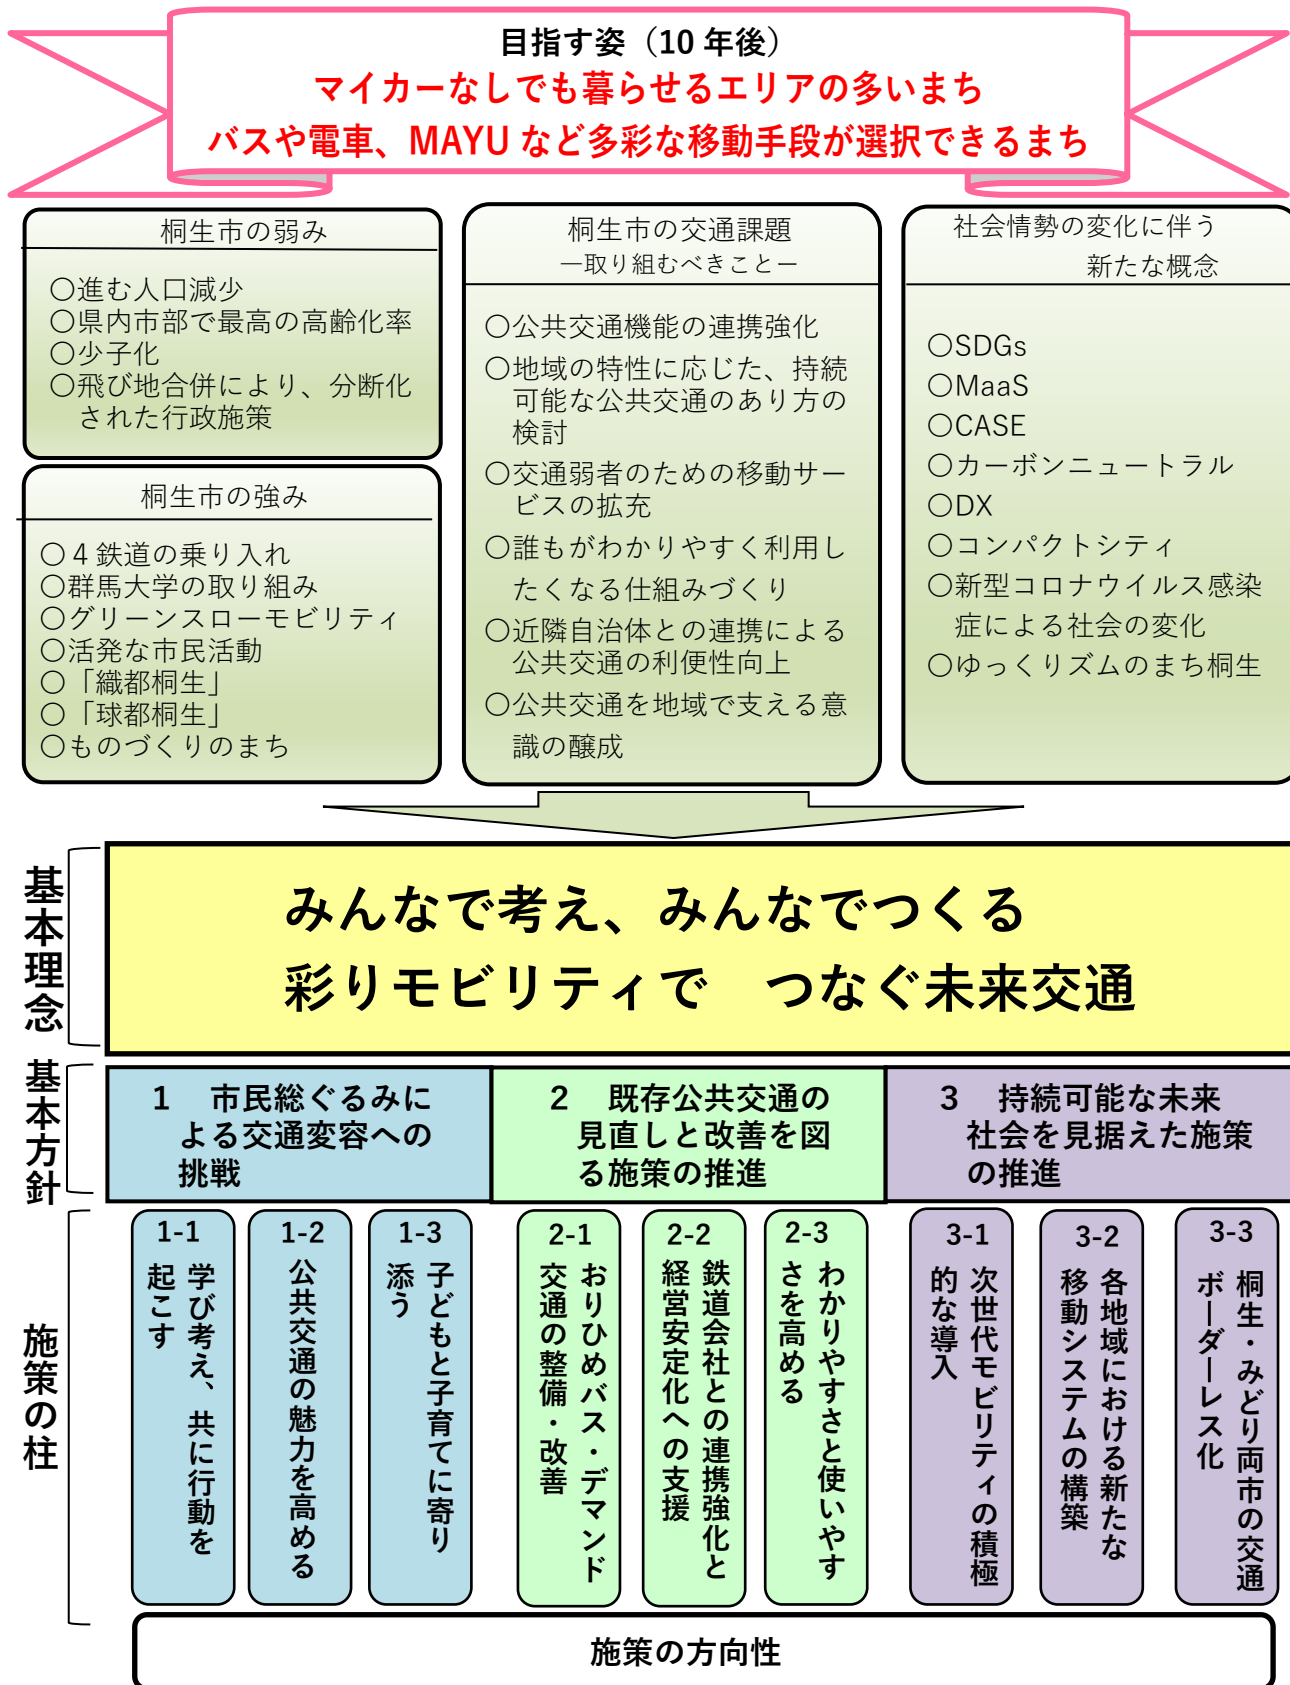 目指す姿（10 年後）
マイカーなしでも暮らせるエリアの多いまち
バスや電車、MAYU など多彩な移動手段が選択できるまち
桐生市の弱み
〇進む人口減少
〇県内市部で最高の高齢化率
〇少子化
〇飛び地合併により、分断化
された行政施策
桐生市の強み
〇４鉄道の乗り入れ
〇群馬大学の取り組み
〇グリーンスローモビリティ
〇活発な市民活動
〇「織都桐生」
〇「球都桐生」
〇ものづくりのまち
桐生市の交通課題
―取り組むべきことー
〇公共交通機能の連携強化
〇地域の特性に応じた、持続
可能な公共交通のあり方の
検討
〇交通弱者のための移動サー
ビスの拡充
〇誰もがわかりやすく利用し
たくなる仕組みづくり
〇近隣自治体との連携による
公共交通の利便性向上
〇公共交通を地域で支える意
識の醸成
社会情勢の変化に伴う
新たな概念
〇SDGs
〇MaaS
〇CASE
〇カーボンニュートラル
〇DX
〇コンパクトシティ
〇新型コロナウイルス感染
症による社会の変化
〇ゆっくりズムのまち桐生
基本理念
みんなで考え、みんなでつくる
彩りモビリティで　つなぐ未来交通
基本方針
1　市民総ぐるみに
よる交通変容への
挑戦
2　既存公共交通の
見直しと改善を図
る施策の推進
3　持続可能な未来
社会を見据えた施策
の推進
施策の柱
1-1
学び考え、共に行動を
起こす
1-2
公共交通の魅力を高める
1-3
子どもと子育てに寄り
添う
2-1
おりひめバス・デマンド
交通の整備・改善
2-2
鉄道会社との連携強化と
経営安定化への支援
2-3
わかりやすさと使いやす
さを高める
3-1
次世代モビリティの積極
的な導入
3-2
各地域における新たな
移動システムの構築
3-3
桐生・みどり両市の交通
ボーダーレス化
施策の方向性